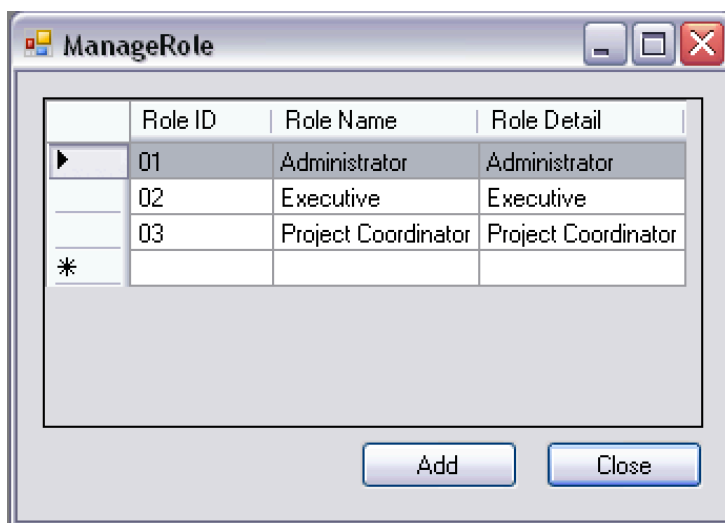 ManageRole
Role ID Role Name Role Detail
01 Administrator Administrator
02 Executive Executive
03 Project Coordinator Project Coordinator
Add Close